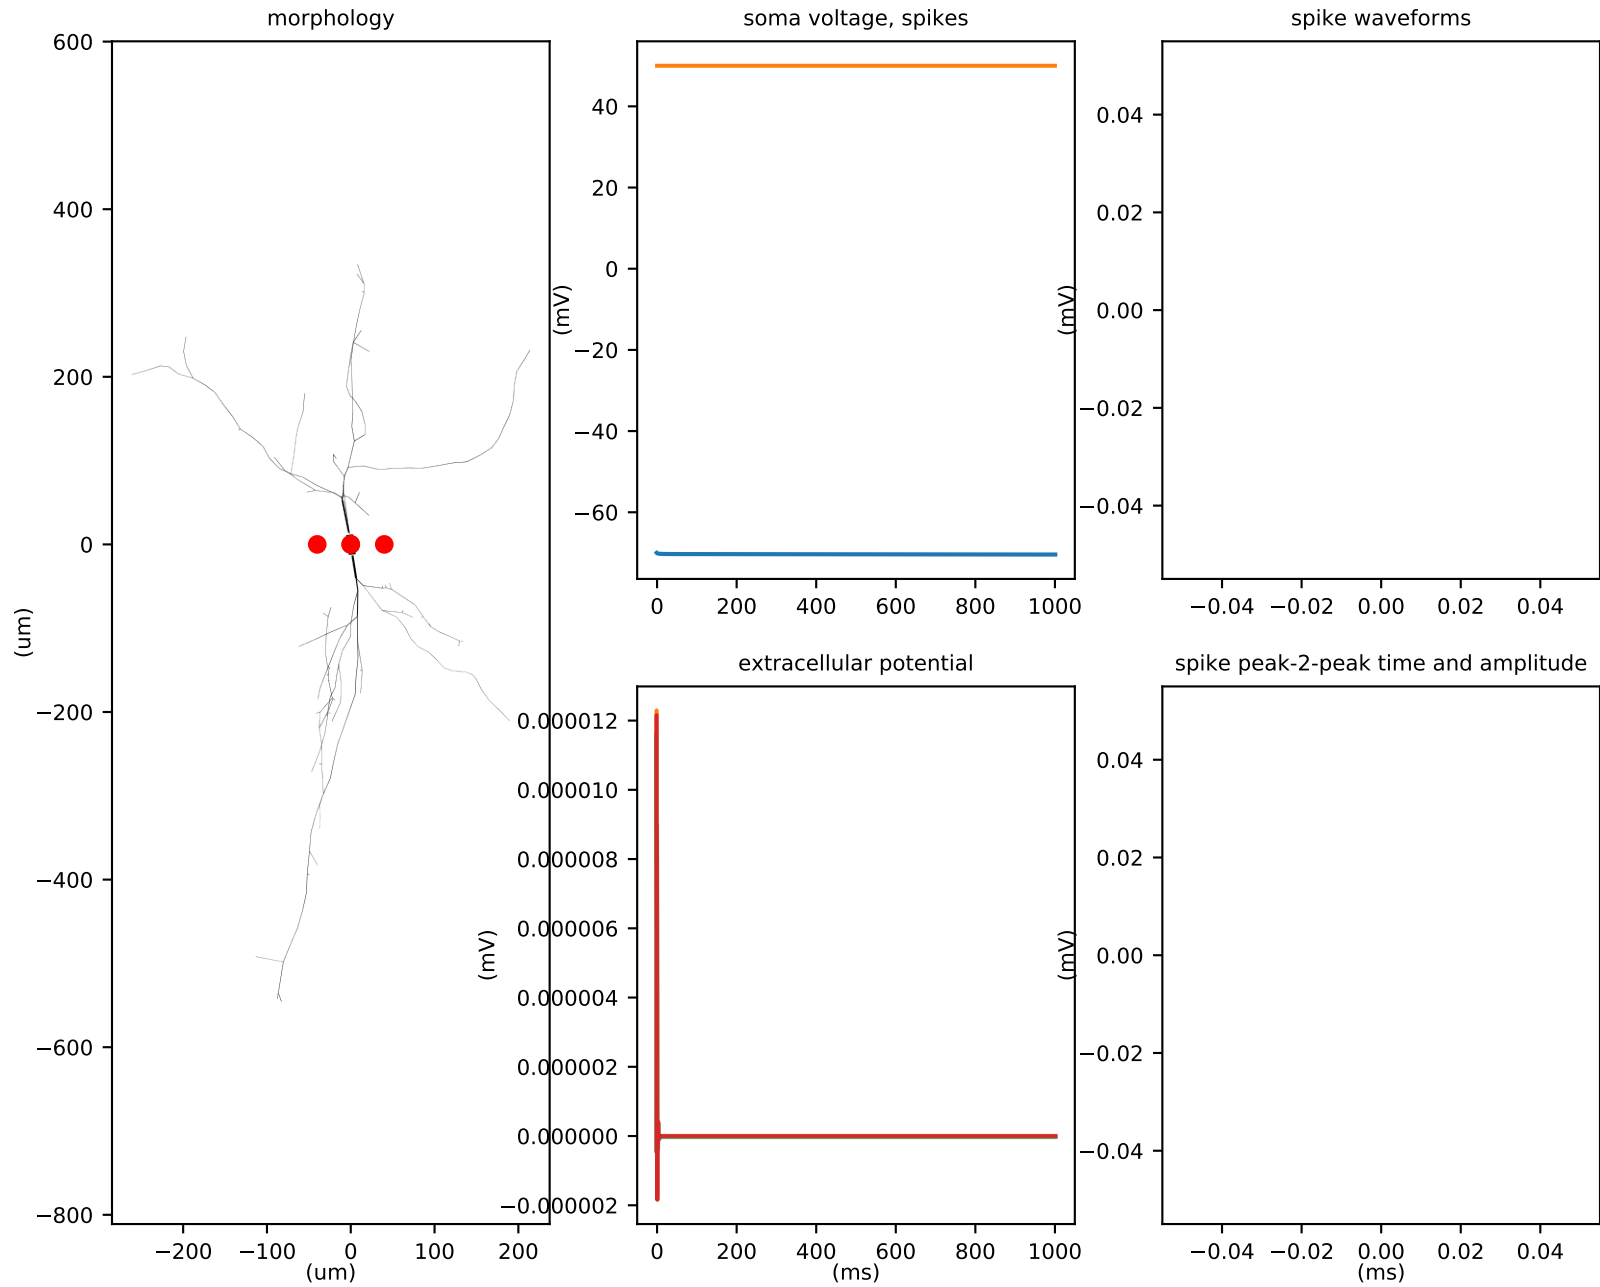 morphology
600
400
200
0
−200
−400
−600
−800
(um)
−200 −100 0 100 200
(um)
soma voltage, spikes
40
20
0
−20
−40
−60
(mV)
0 200 400 600 800 1000
spike waveforms
0.04
0.02
0.00
−0.02
−0.04
(mV)
−0.04 −0.02 0.00 0.02 0.04
extracellular potential
0.000012
0.000010
0.000008
0.000006
0.000004
0.000002
0.000000
−0.000002
(mV)
0 200 400 600 800 1000
(ms)
spike peak-2-peak time and amplitude
0.04
0.02
0.00
−0.02
−0.04
(mV)
−0.04 −0.02 0.00 0.02 0.04
(ms)